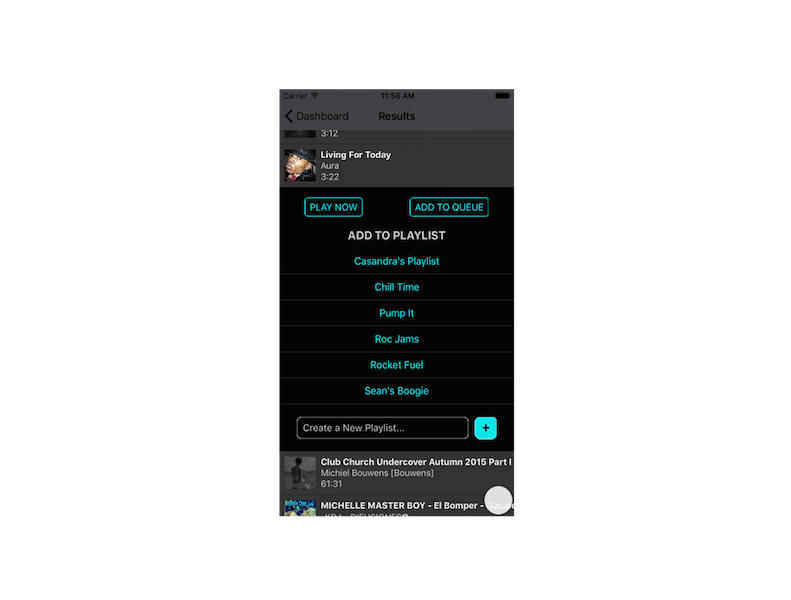 Carrier 11:56 AM
Dashboard Results
3:12
Living For Today
Aura
3:22
PLAY NOW ADD TO QUEUE
ADD TO PLAYLIST
Casandra's Playlist
Chill Time
Pump It
Roc Jams
Rocket Fuel
Sean's Boogie
Create a New Playlist... +
Club Church Undercover Autumn 2015 Part I
Michiel Bouwens [Bouwens]
61:31
MICHELLE MASTER BOY - El Bomper -